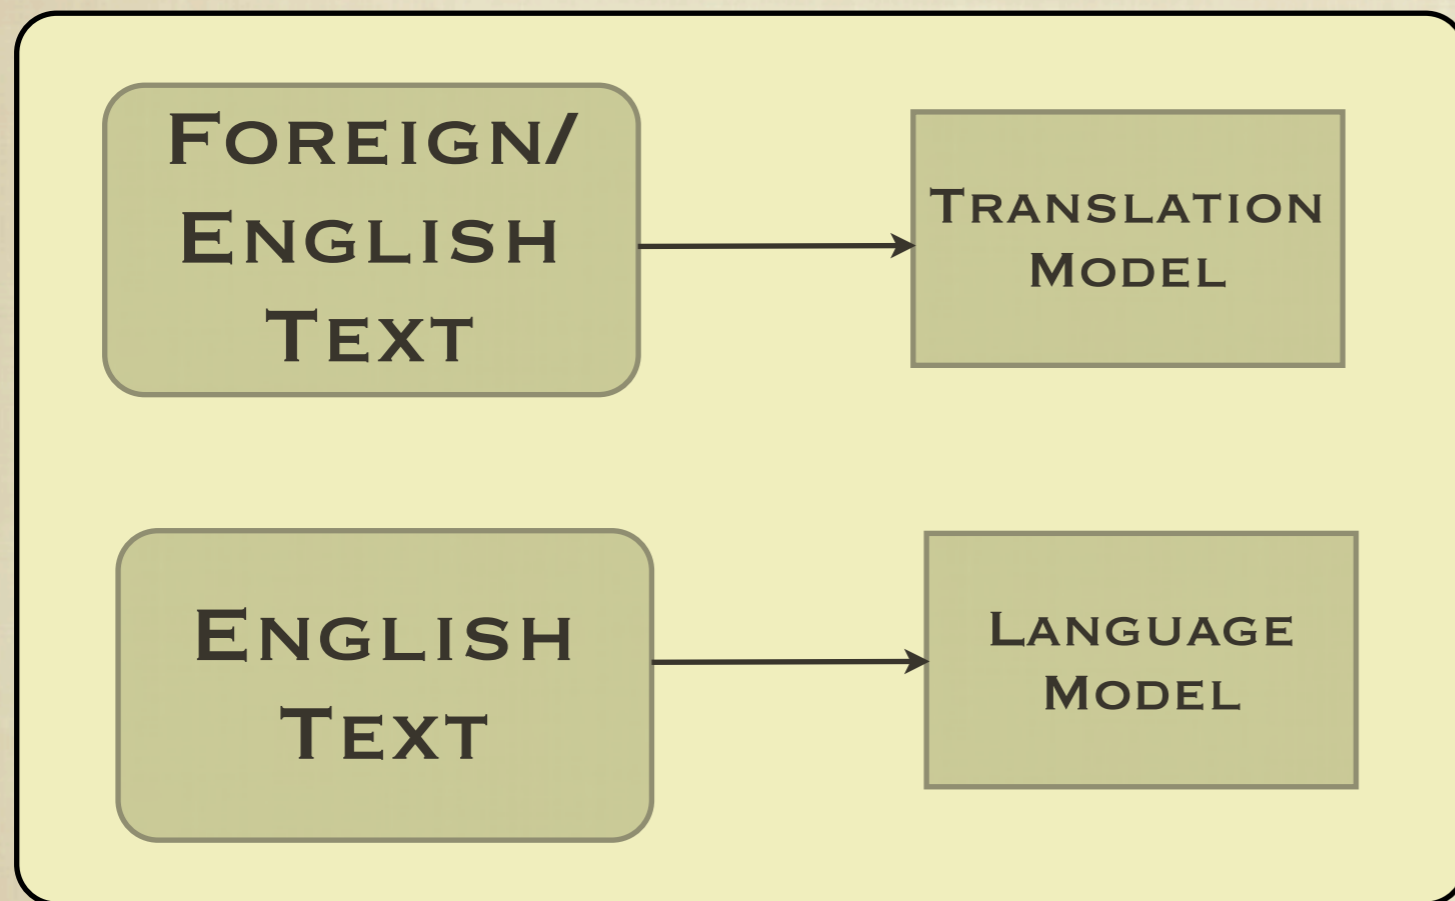 Foreign/
English
Text
Translation
Model
English
Text
Language
Model